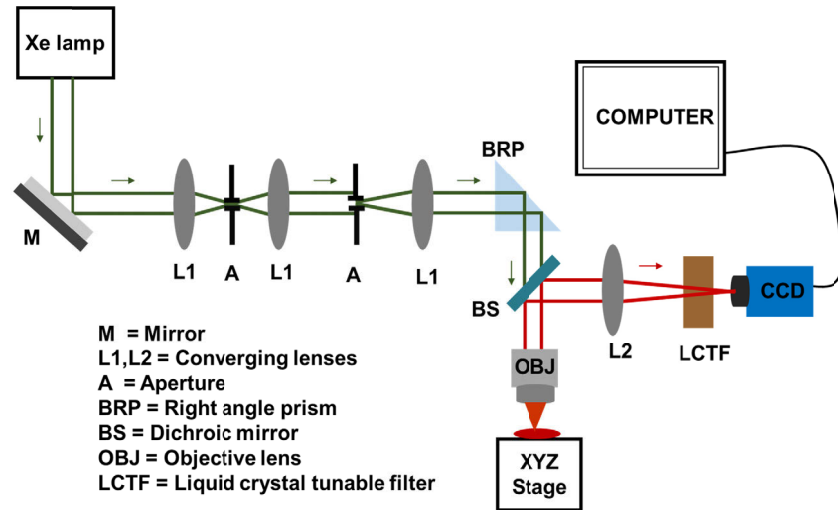 Xe lamp
COMPUTER
BRP
M
L1
A
L1
A
L1
BS
L2
LCTF
CCD
OBJ
XYZ
Stage
M = Mirror
L1,L2 = Converging lenses
A = Aperture
BRP = Right angle prism
BS = Dichroic mirror
OBJ = Objective lens
LCTF = Liquid crystal tunable filter